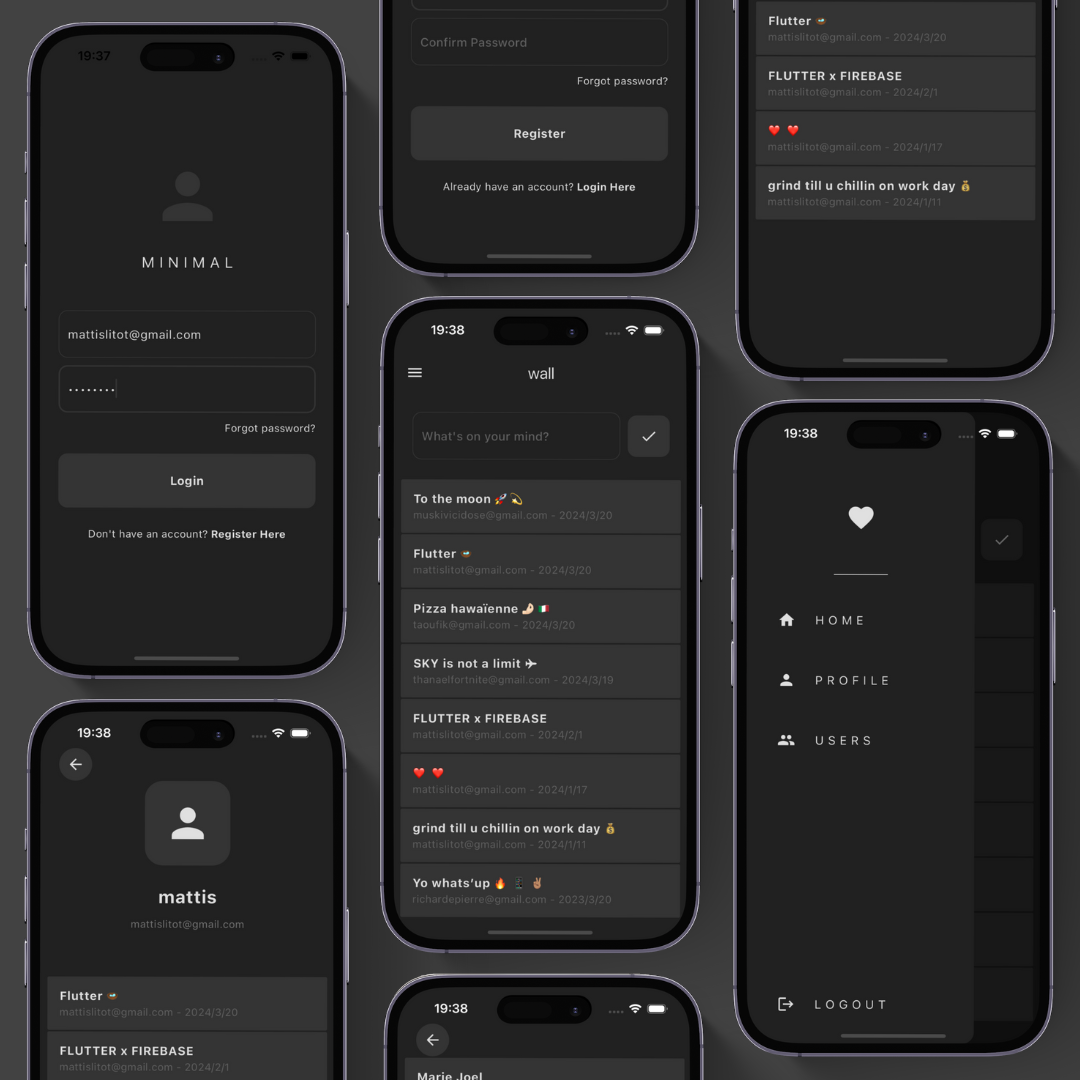 19:37
MINIMAL
mattislitot@gmail.com
Forgot password?
Login
Don't have an account? Register Here
19:38
mattis
mattislitot@gmail.com
Flutter
mattislitot@gmail.com - 2024/3/20
FLUTTER x FIREBASE
mattislitot@gmail.com - 2024/2/1
Confirm Password
Forgot password?
Register
Already have an account? Login Here
19:38
wall
What's on your mind?
To the moon 🚀 💫
muskivicidose@gmail.com - 2024/3/20
Flutter
mattislitot@gmail.com - 2024/3/20
Pizza hawaïenne 🤌🏻 🇮🇹
taoufik@gmail.com - 2024/3/20
SKY is not a limit ✈
thanaelfortnite@gmail.com - 2024/3/19
FLUTTER x FIREBASE
mattislitot@gmail.com - 2024/2/1
❤️ ❤️
mattislitot@gmail.com - 2024/1/17
grind till u chillin on work day 💰
mattislitot@gmail.com - 2024/1/11
Yo whats’up 🔥 📱 ✌🏽
richardepierre@gmail.com - 2023/3/20
19:38
Marie Joel
Flutter
mattislitot@gmail.com - 2024/3/20
FLUTTER x FIREBASE
mattislitot@gmail.com - 2024/2/1
❤️ ❤️
mattislitot@gmail.com - 2024/1/17
grind till u chillin on work day 💰
mattislitot@gmail.com - 2024/1/11
19:38
HOME
PROFILE
USERS
LOGOUT